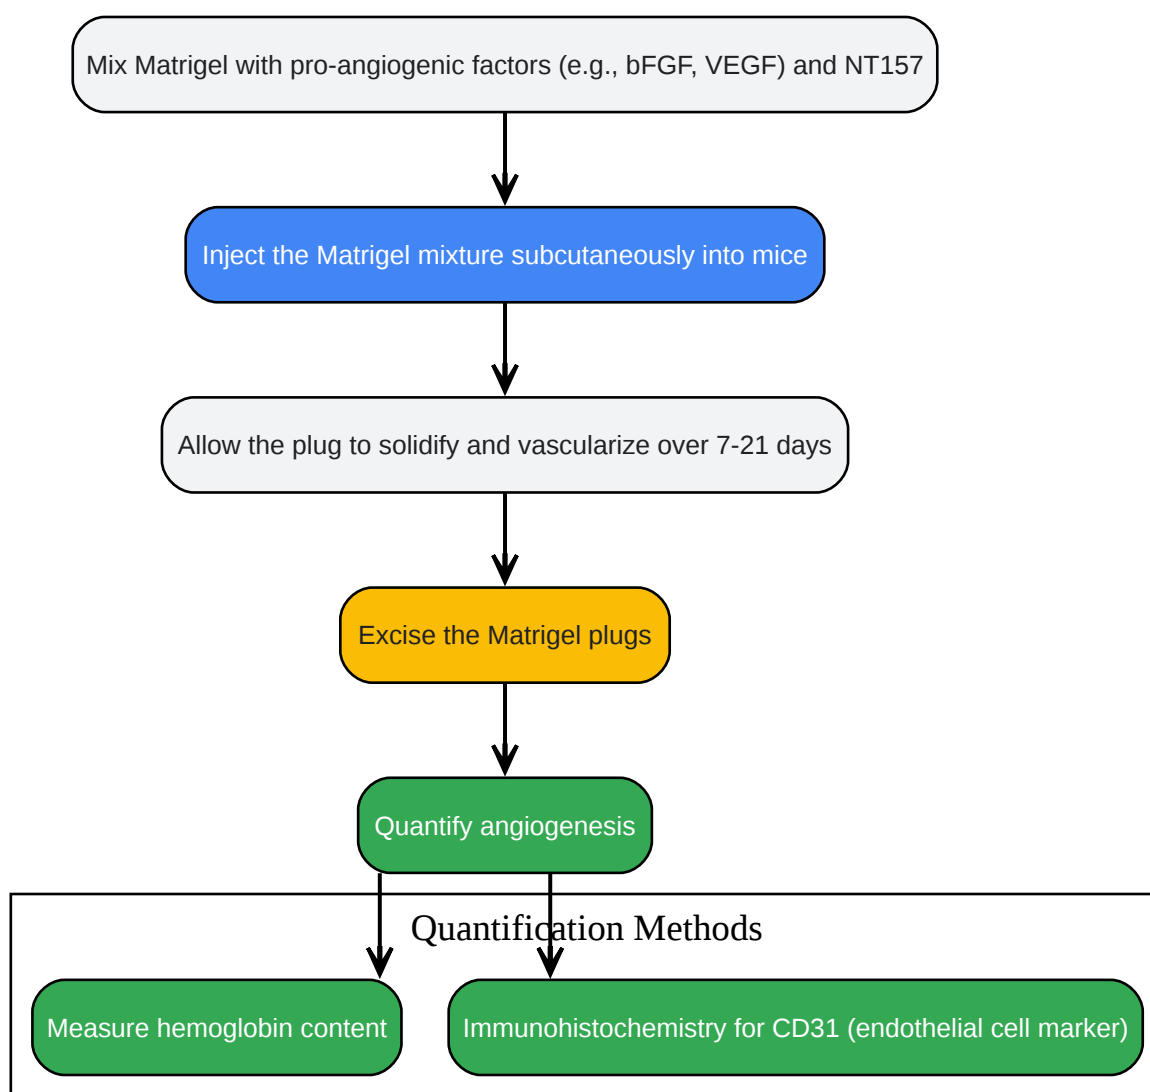 Mix Matrigel with pro-angiogenic factors (e.g., bFGF, VEGF) and NT157
Inject the Matrigel mixture subcutaneously into mice
Allow the plug to solidify and vascularize over 7-21 days
Excise the Matrigel plugs
Quantify angiogenesis
Quantification Methods
Measure hemoglobin content
Immunohistochemistry for CD31 (endothelial cell marker)